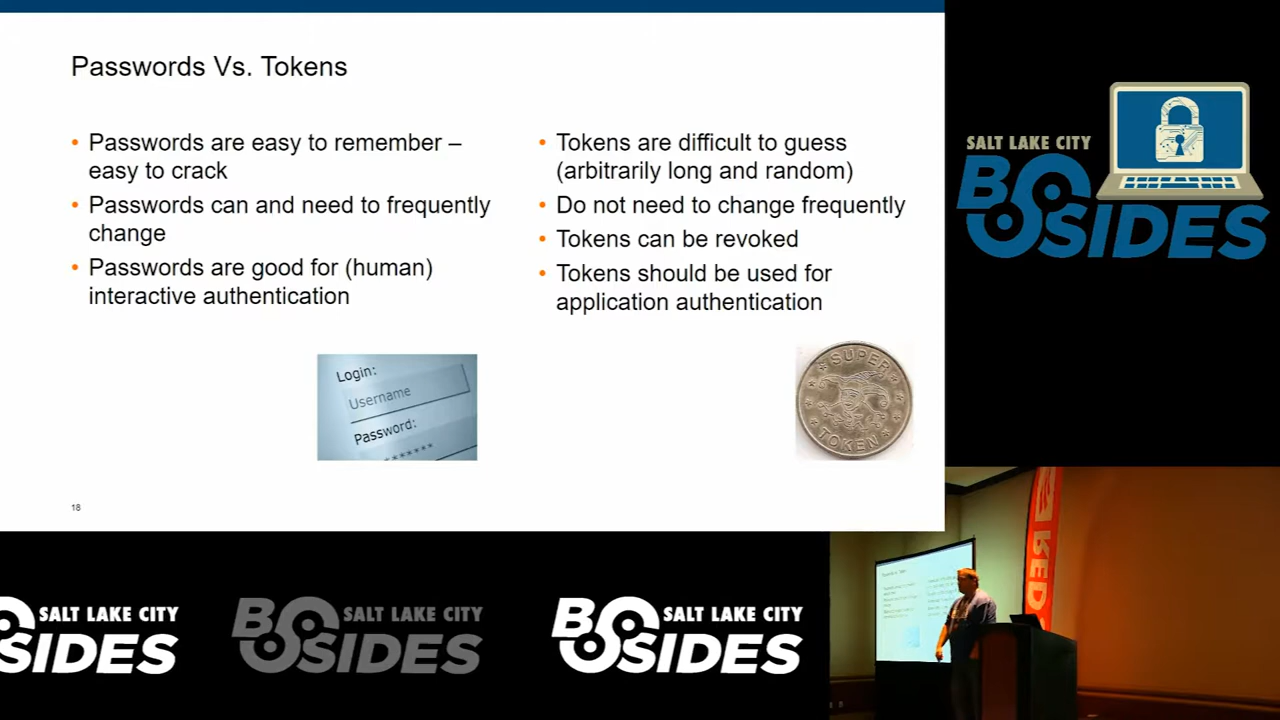 Passwords Vs. Tokens
• Passwords are easy to remember –
easy to crack
• Passwords can and need to frequently
change
• Passwords are good for (human)
interactive authentication
• Tokens are difficult to guess
(arbitrarily long and random)
• Do not need to change frequently
• Tokens can be revoked
• Tokens should be used for
application authentication
Login:
Username
Password:
*******
SUPER
TOKEN
18
SALT LAKE CITY
BSIDES
SALT LAKE CITY
SIDES
SALT LAKE CITY
BSIDES
SALT LAKE CITY
BSIDES
RED